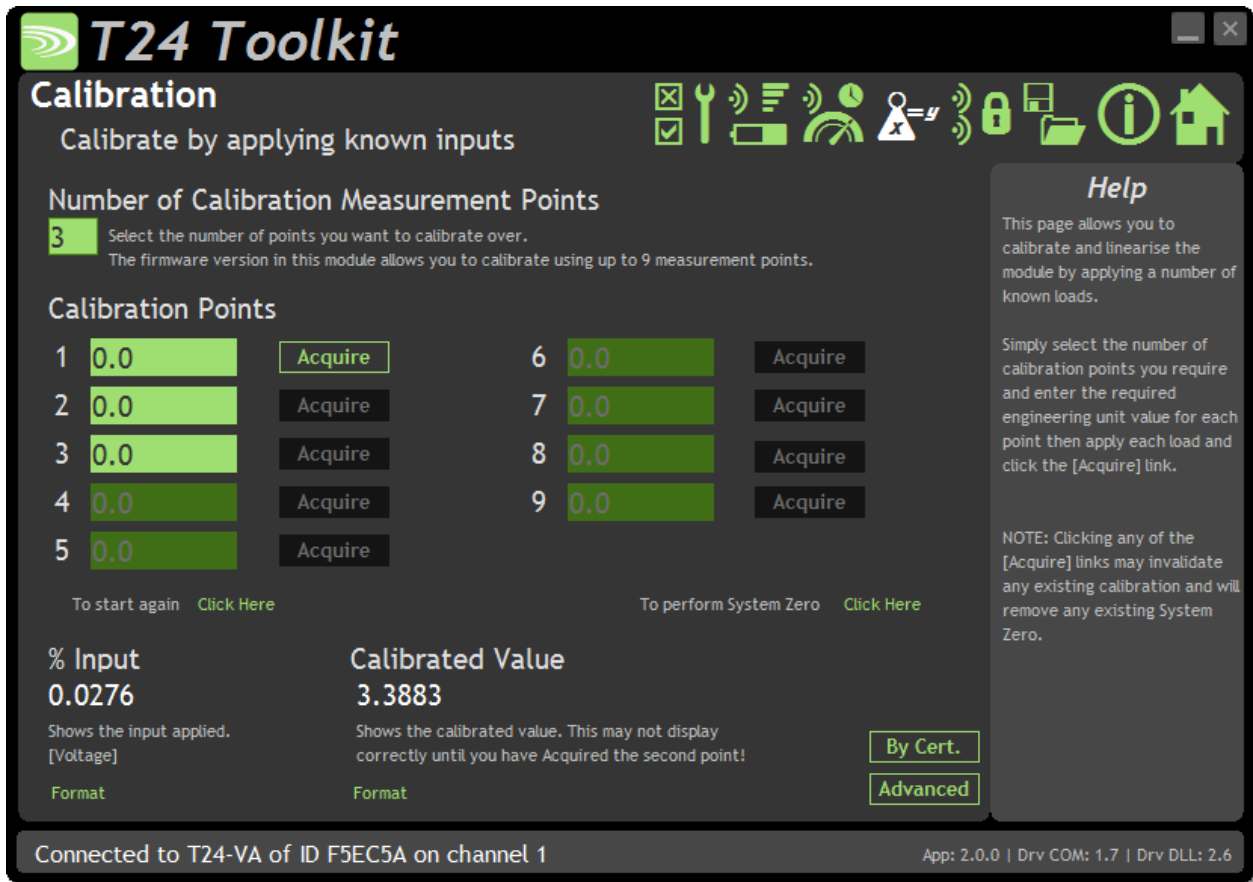 T24 Toolkit
Calibration
Calibrate by applying known inputs
x=y
Number of Calibration Measurement Points
3
Select the number of points you want to calibrate over.
The firmware version in this module allows you to calibrate using up to 9 measurement points.
Calibration Points
1 0.0 Acquire
2 0.0 Acquire
3 0.0 Acquire
4 0.0 Acquire
5 0.0 Acquire
6 0.0 Acquire
7 0.0 Acquire
8 0.0 Acquire
9 0.0 Acquire
To start again Click Here
To perform System Zero Click Here
% Input
0.0276
Shows the input applied.
[Voltage]
Format
Calibrated Value
3.3883
Shows the calibrated value. This may not display
correctly until you have Acquired the second point!
Format
By Cert.
Advanced
Help
This page allows you to
calibrate and linearise the
module by applying a number of
known loads.
Simply select the number of
calibration points you require
and enter the required
engineering unit value for each
point then apply each load and
click the [Acquire] link.
NOTE: Clicking any of the
[Acquire] links may invalidate
any existing calibration and will
remove any existing System
Zero.
Connected to T24-VA of ID F5EC5A on channel 1
App: 2.0.0 | Drv COM: 1.7 | Drv DLL: 2.6